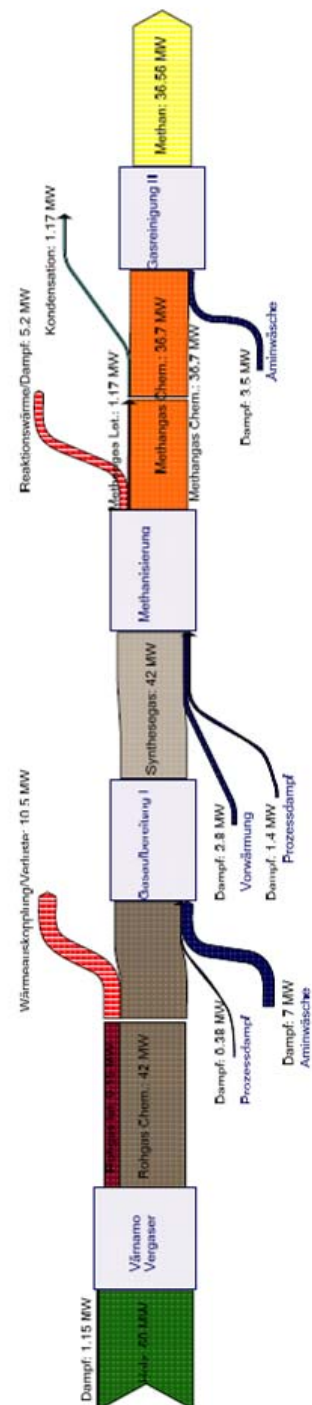 Dampf: 1.15 MW
Holz: 60 MW
Värnamo
Vergaser
Rohgas Chem.: 42 MW
Wärmeauskopplung/Verluste: 10.5 MW
Dampf: 0.38 MW
Prozessdampf
Dampf: 7 MW
Aminwäsche
Gasaufbereitung I
Synthesegas: 42 MW
Dampf: 2.8 MW
Vorwärmung
Dampf: 1.4 MW
Prozessdampf
Methanisierung
Reaktionswärme/Dampf: 5.2 MW
Methangas Lat.: 1.17 MW
Methangas Chem.: 36.7 MW
Methangas Chem.: 36.7 MW
Kondensation: 1.17 MW
Dampf: 3.5 MW
Aminwäsche
Gasreinigung II
Methan: 36.56 MW